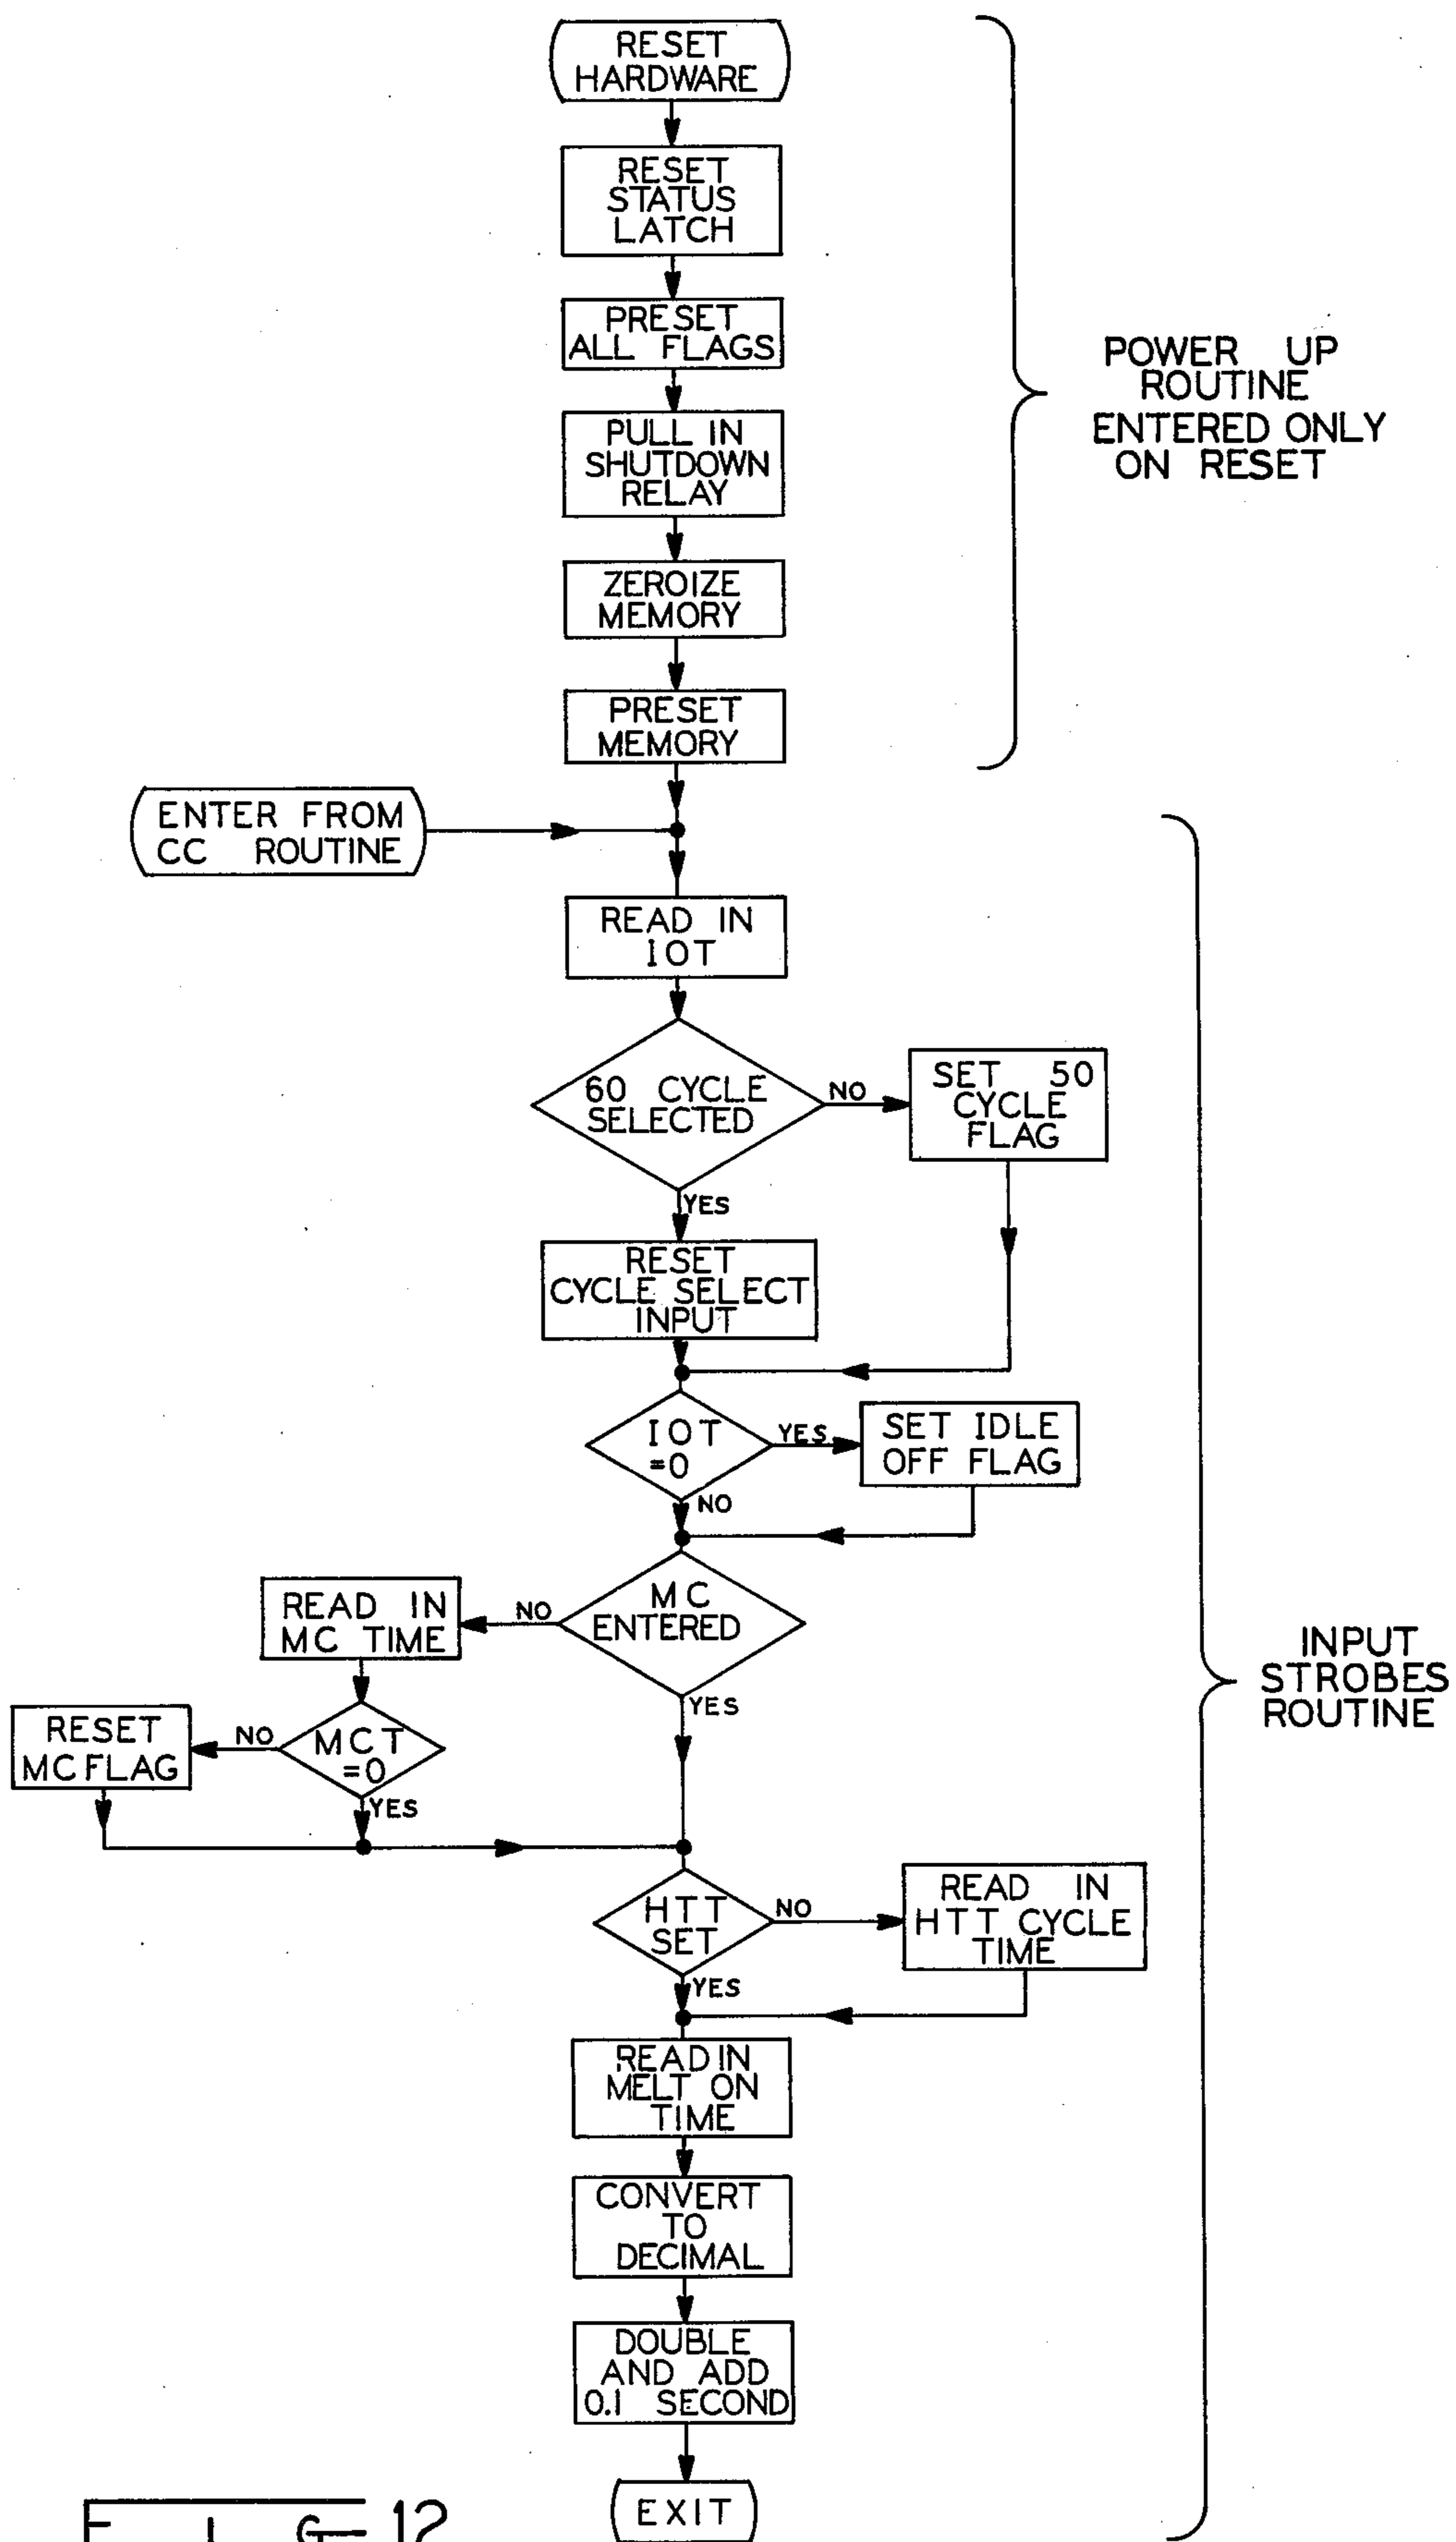 RESET
HARDWARE
RESET
STATUS
LATCH
PRESET
ALL FLAGS
PULL IN
SHUTDOWN
RELAY
ZEROIZE
MEMORY
PRESET
MEMORY
POWER UP
ROUTINE
ENTERED ONLY
ON RESET
ENTER FROM
CC ROUTINE
READ IN
IOT
60 CYCLE
SELECTED
NO
SET 50
CYCLE
FLAG
YES
RESET
CYCLE SELECT
INPUT
IOT
=0
YES
SET IDLE
OFF FLAG
NO
MC
ENTERED
NO
READ IN
MC TIME
YES
MCT
=0
NO
RESET
MC FLAG
YES
INPUT
STROBES
ROUTINE
HTT
SET
NO
READ IN
HTT CYCLE
TIME
YES
READ IN
MELT ON
TIME
CONVERT
TO
DECIMAL
DOUBLE
AND ADD
0.1 SECOND
EXIT
12